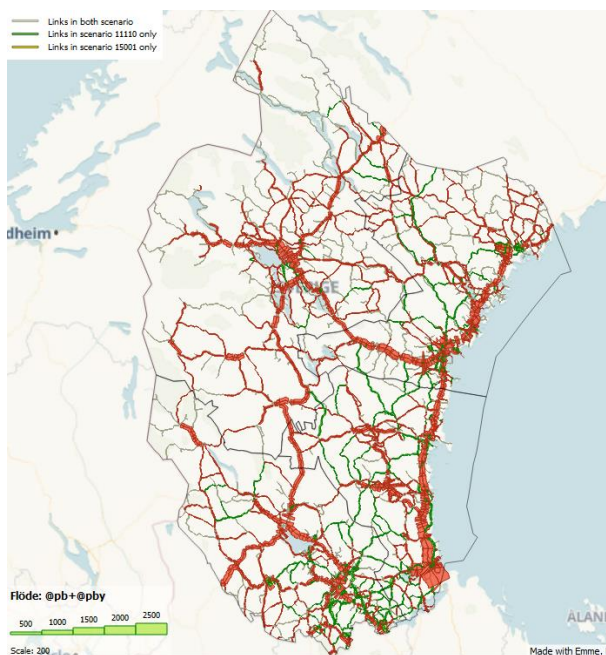 Links in both scenario
Links in scenario 11110 only
Links in scenario 15001 only
dheim
ÅLAN
Flöde: @pb+@pby
500 1000 1500 2000 2500
Scale: 200
Made with Emme.